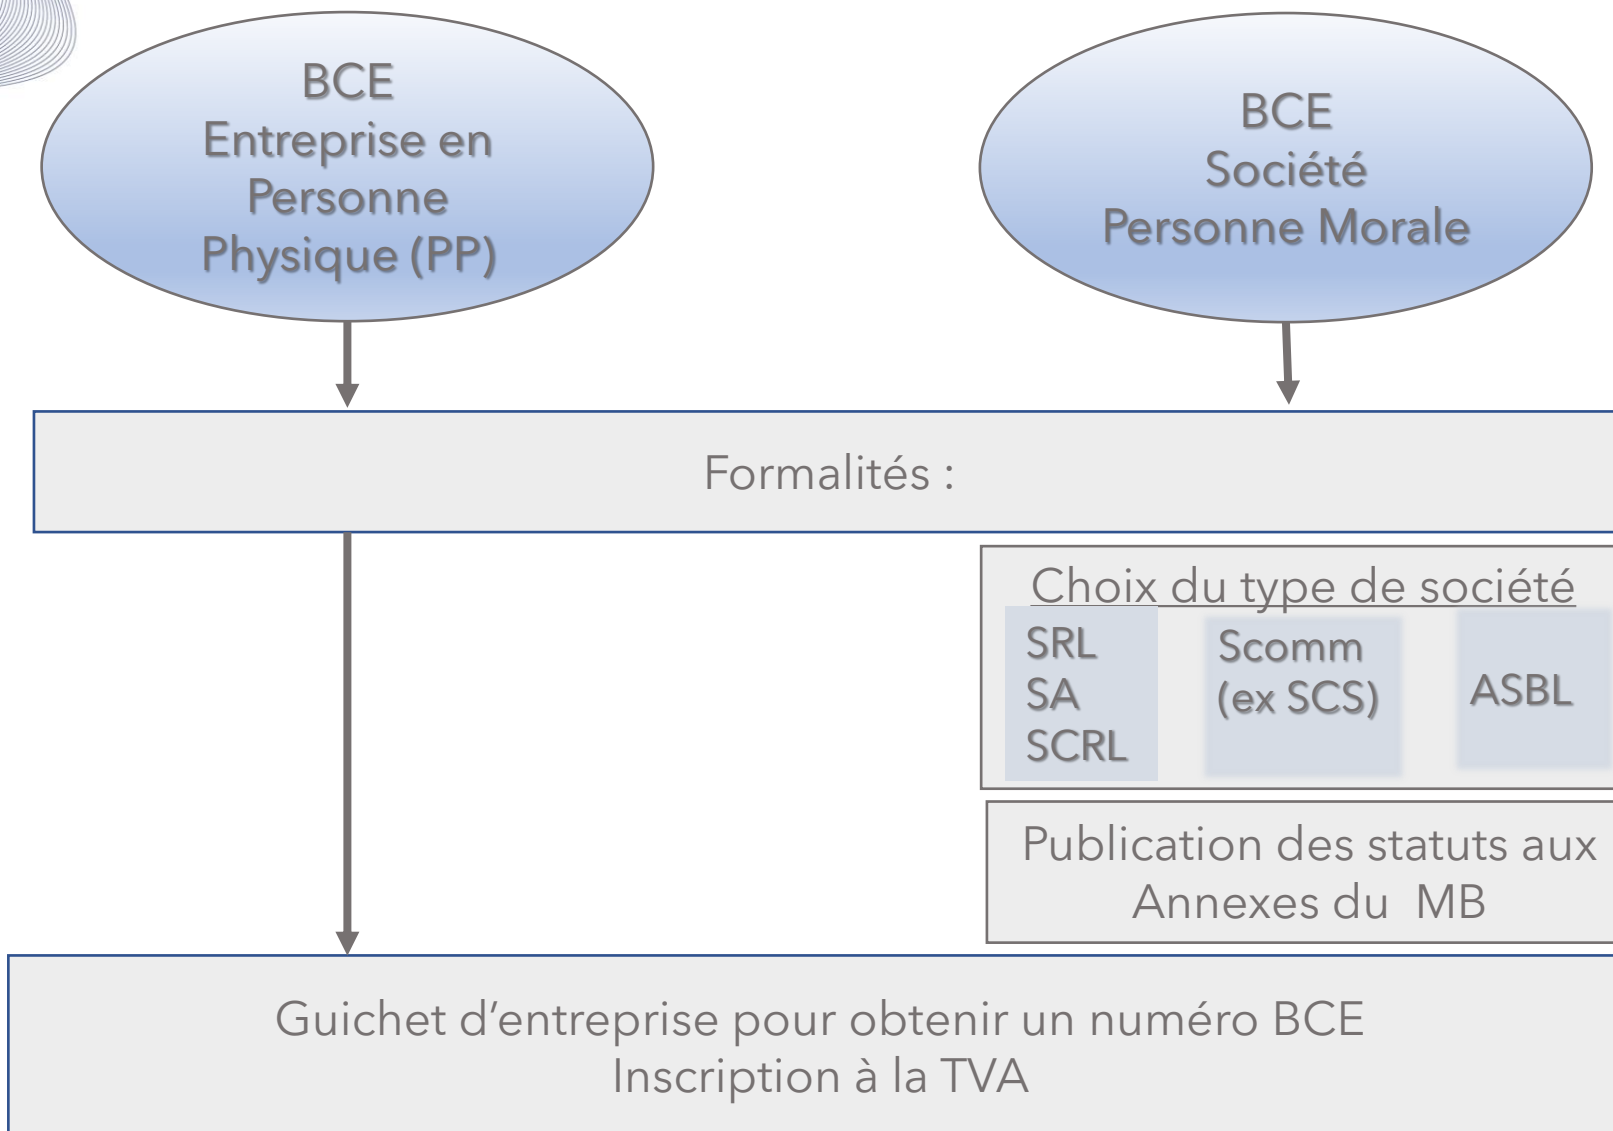 BCE
Entreprise en
Personne
Physique (PP)
BCE
Société
Personne Morale
Formalités :
Choix du type de société
SRL
SA
SCRL
Scomm
(ex SCS)
ASBL
Publication des statuts aux
Annexes du  MB
Guichet d’entreprise pour obtenir un numéro BCE
Inscription à la TVA